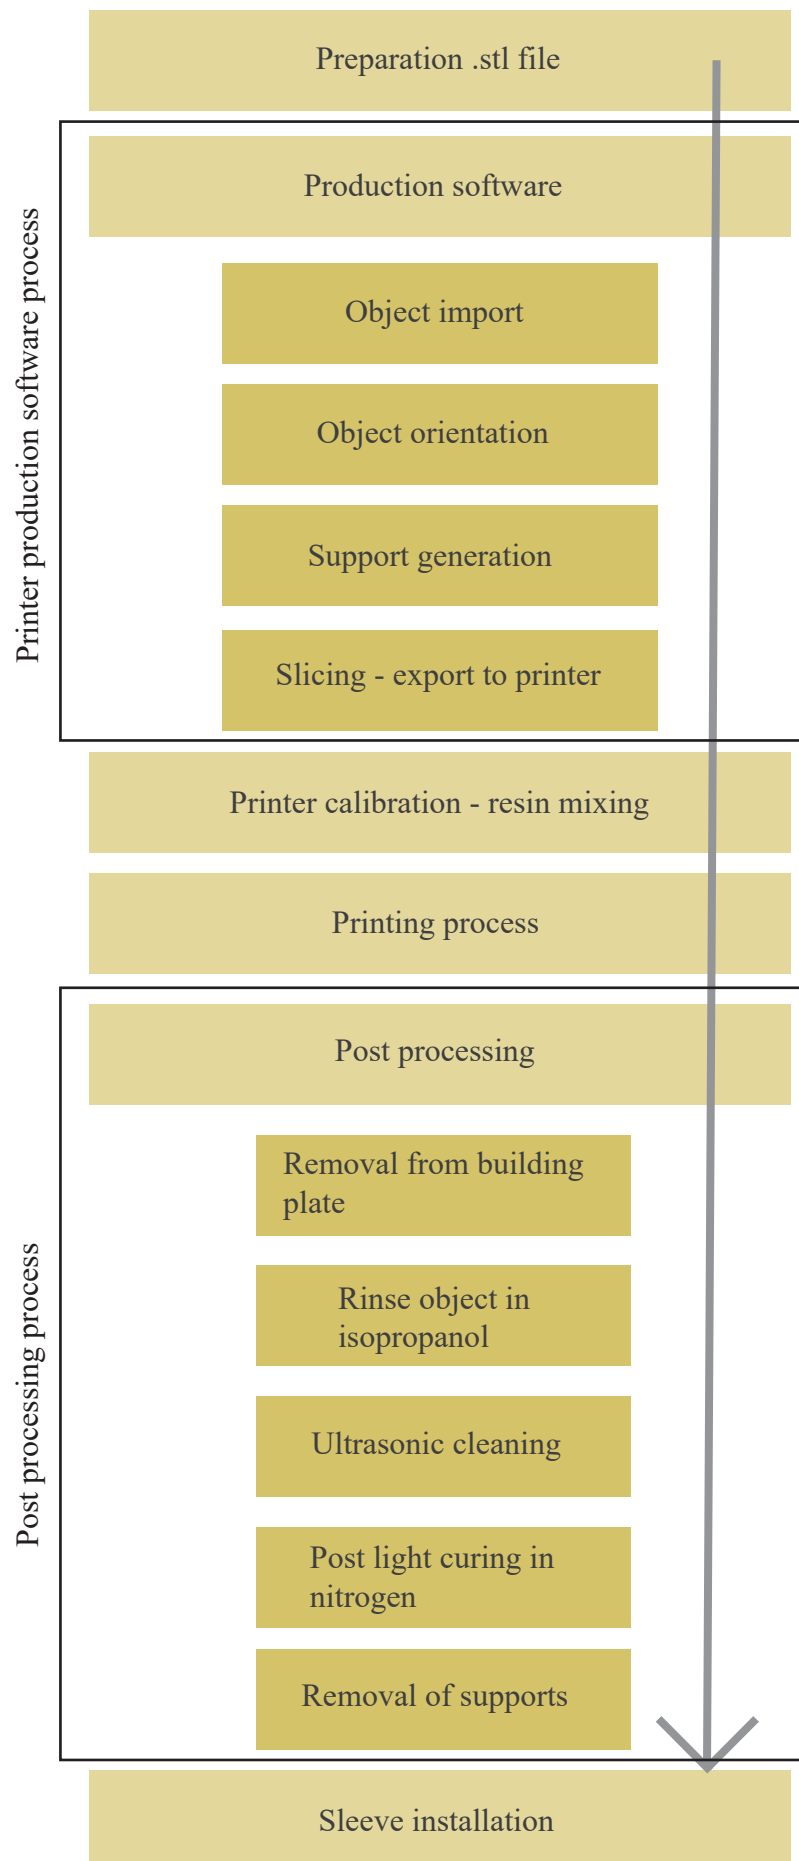 Preparation .stl file
Printer production software process
Production software
Object import
Object orientation
Support generation
Slicing - export to printer
Printer calibration - resin mixing
Printing process
Post processing process
Post processing
Removal from building
plate
Rinse object in
isopropanol
Ultrasonic cleaning
Post light curing in
nitrogen
Removal of supports
Sleeve installation